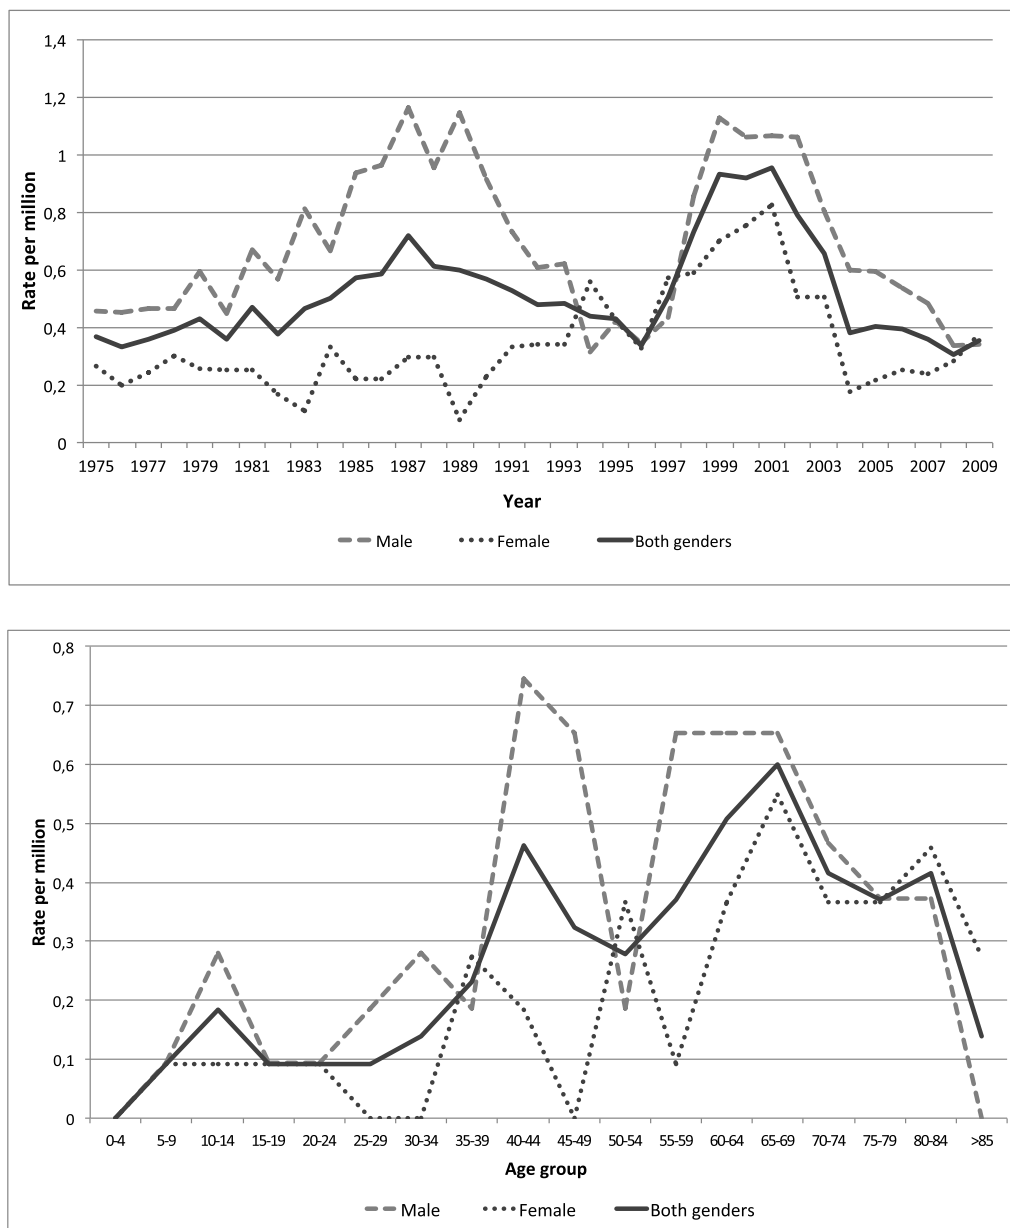 1,4
1,2
1
0,8
0,6
0,4
0,2
0
Rate per million
1975 1977 1979 1981 1983 1985 1987 1989 1991 1993 1995 1997 1999 2001 2003 2005 2007 2009
Year
Male Female Both genders
0,8
0,7
0,6
0,5
0,4
0,3
0,2
0,1
0
Rate per million
0-4 5-9 10-14 15-19 20-24 25-29 30-34 35-39 40-44 45-49 50-54 55-59 60-64 65-69 70-74 75-79 80-84 >85
Age group
Male Female Both genders